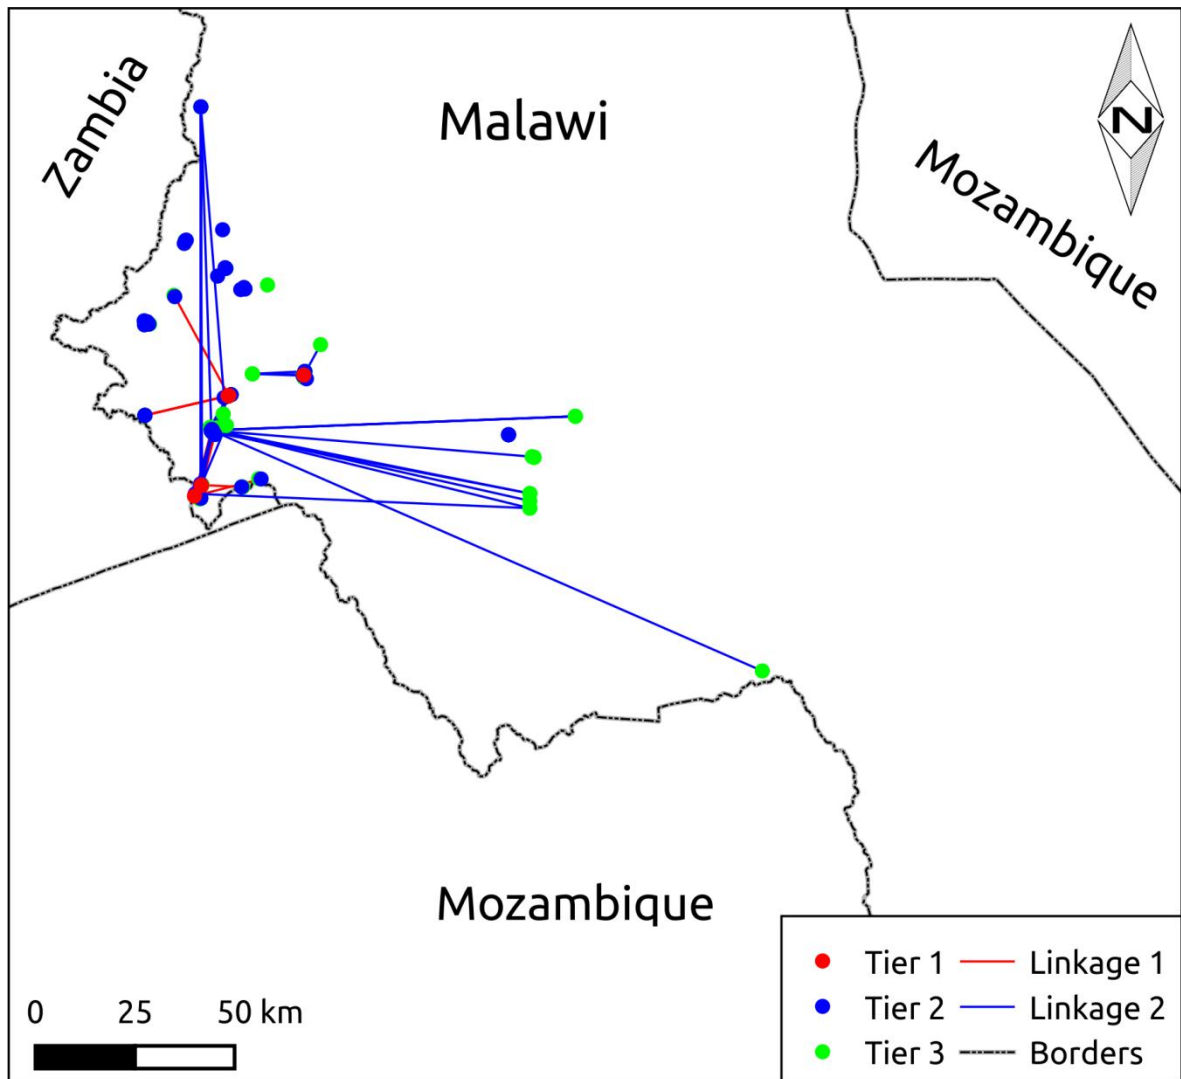 Zambia
Malawi
Mozambique
N
Mozambique
0 25 50 km
Tier 1 Linkage 1
Tier 2 Linkage 2
Tier 3 Borders